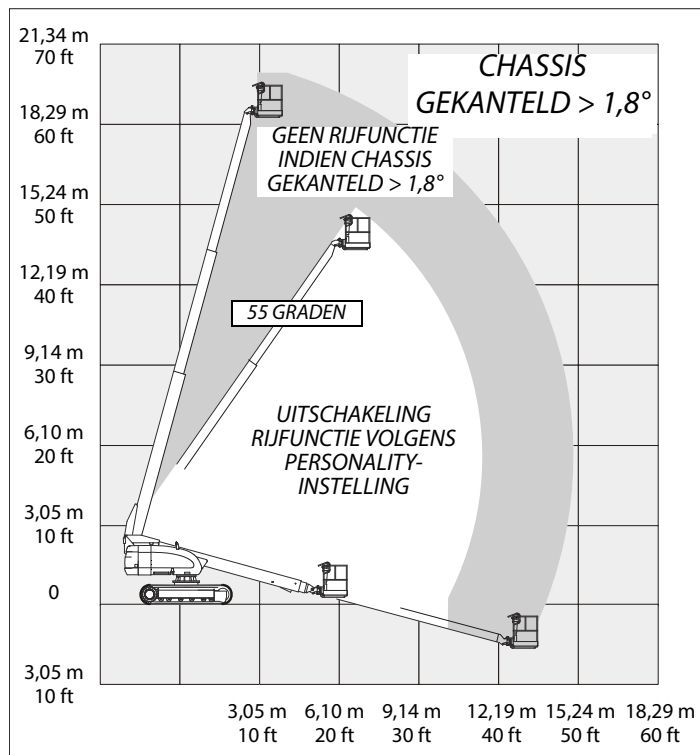 21,34 m
70 ft
18,29 m
60 ft
15,24 m
50 ft
12,19 m
40 ft
9,14 m
30 ft
6,10 m
20 ft
3,05 m
10 ft
0
3,05 m
10 ft
CHASSIS
GEKANTELD > 1,8°
GEEN RIJFUNCTIE
INDIEN CHASSIS
GEKANTELD > 1,8°
55 GRADEN
UITSCHAKELING
RIJFUNCTIE VOLGENS
PERSONALITY-
INSTELLING
3,05 m 6,10 m 9,14 m 12,19 m 15,24 m 18,29 m
10 ft 20 ft 30 ft 40 ft 50 ft 60 ft